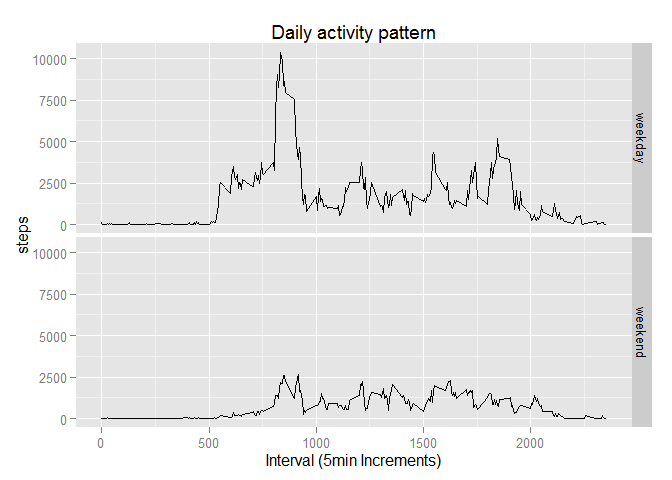 Daily activity pattern
10000
7500
5000
2500
0
weekday
steps
10000
7500
5000
2500
0
weekend
0 500 1000 1500 2000
Interval (5min Increments)